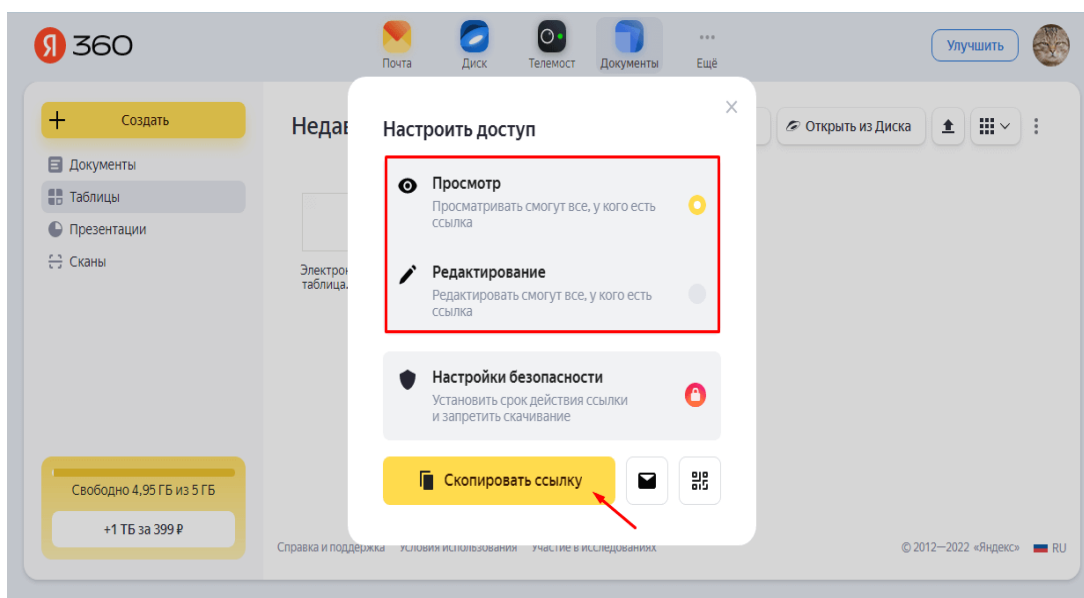 Я 360
Почта
Диск
Телемост
Документы
Ещё
Улучшить
Создать
Документы
Таблицы
Презентации
Сканы
Свободно 4,95 ГБ из 5 ГБ
+1 ТБ за 399 ₽
Недав
Открыть из Диска
таблица.
Настроить доступ
Просмотр
Просматривать смогут все, у кого есть
ссылка
Редактирование
Редактировать смогут все, у кого есть
ссылка
Настройки безопасности
Установить срок действия ссылки
и запретить скачивание
Скопировать ссылку
Справка и поддержка
Условия использования
Участие в исследованиях
© 2012—2022 «Яндекс»
RU